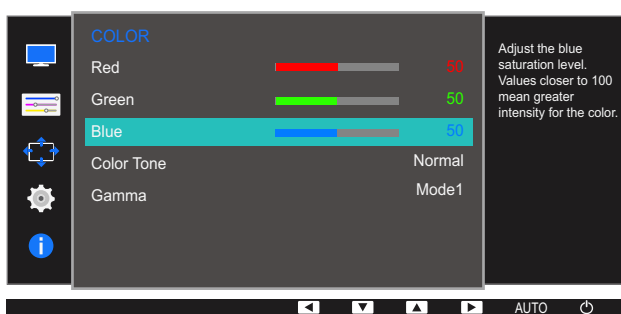 COLOR
Red 50
Green 50
Blue 50
Color Tone Normal
Gamma Mode1
Adjust the blue
saturation level.
Values closer to 100
mean greater
intensity for the color.
AUTO